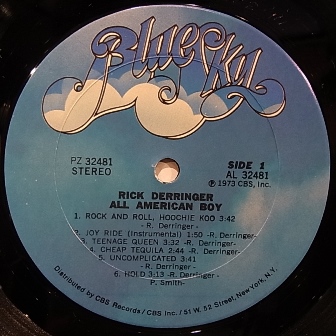 Blue Sky
PZ 32481
STEREO
SIDE 1
AL 32481
℗ 1973 CBS, Inc.
RICK DERRINGER
ALL AMERICAN BOY
1. ROCK AND ROLL, HOOCHIE KOO 3:42
-R. Derringer-
2. JOY RIDE (Instrumental) 1:50 -R. Derringer-
3. TEENAGE QUEEN 3:32 -R. Derringer-
4. CHEAP TEQUILA 2:44 -R. Derringer-
5. UNCOMPLICATED 3:41
-R. Derringer-
6. HOLD 3:13 -R. Derringer-
P. Smith-
Distributed by CBS Records/CBS Inc./51 W. 52 Street, New York, N.Y.